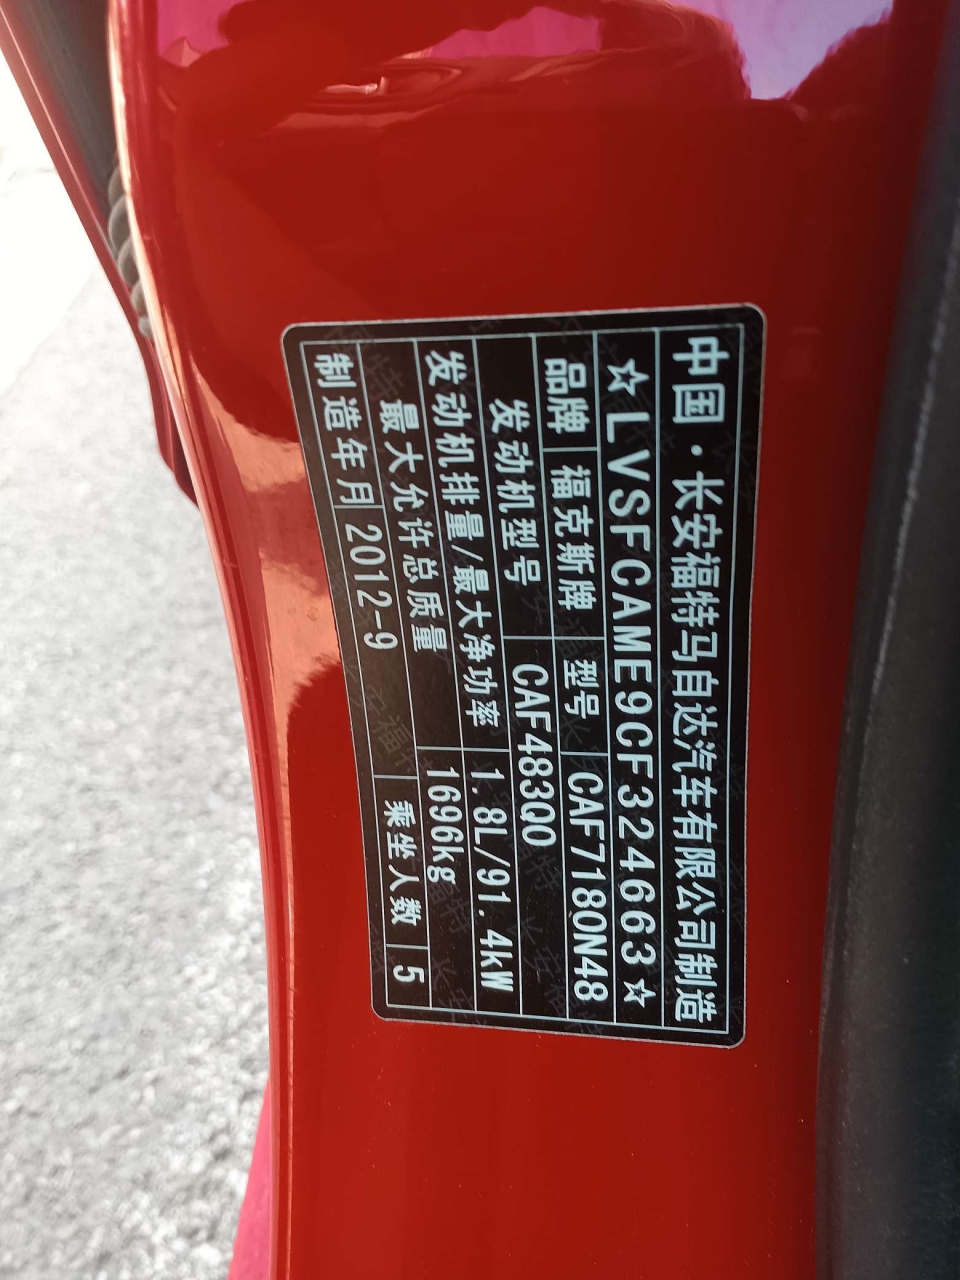 中国·长安福特马自达汽车有限公司制造
☆LVSFCAME9CF324663☆
品牌 福克斯牌 型号 CAF7180N48
发动机型号 CAF483Q0
发动机排量/最大净功率 1.8L/91.4kW
最大允许总质量 1696kg
制造年月 2012-9 乘坐人数 5